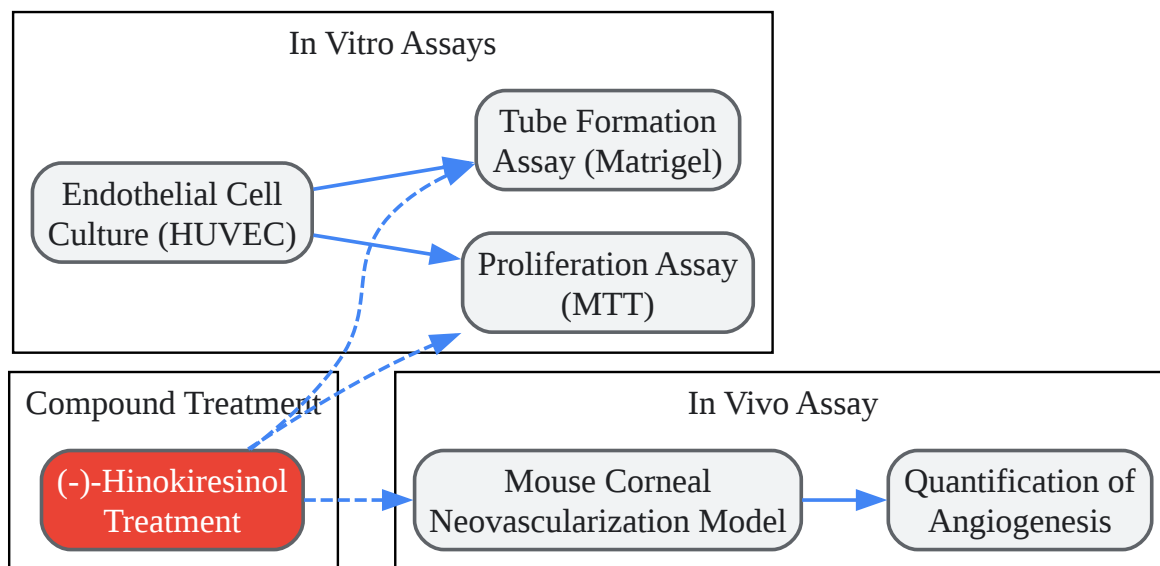 In Vitro Assays
Tube Formation
Assay (Matrigel)
Endothelial Cell
Culture (HUVEC)
Proliferation Assay
(MTT)
Compound Treatment
(-)-Hinokiresinol
Treatment
In Vivo Assay
Mouse Corneal
Neovascularization Model
Quantification of
Angiogenesis